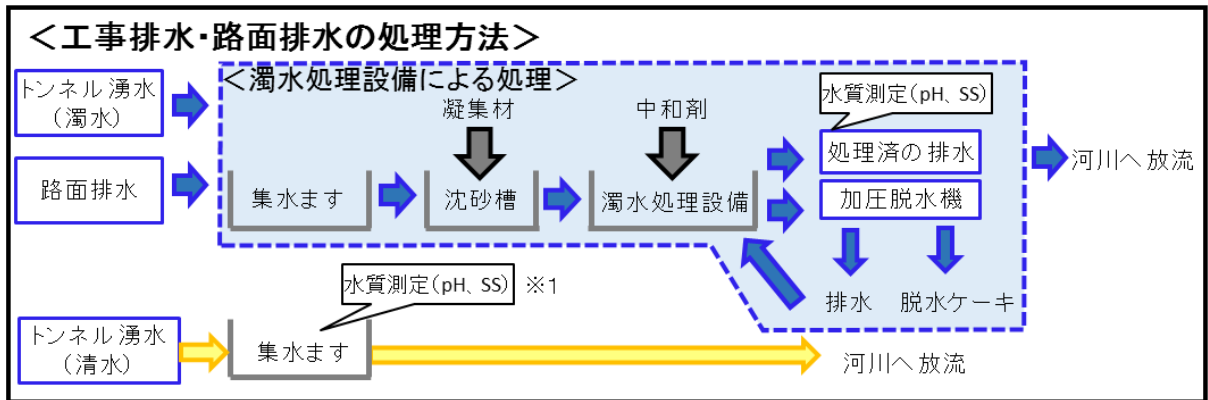 ＜工事排水・路面排水の処理方法＞
トンネル湧水
(濁水)
＜濁水処理設備による処理＞
凝集材
中和剤
水質測定(pH、SS)
処理済の排水
河川へ放流
路面排水
集水ます
沈砂槽
濁水処理設備
加圧脱水機
排水
脱水ケーキ
水質測定(pH、SS)
※1
トンネル湧水
(清水)
集水ます
河川へ放流